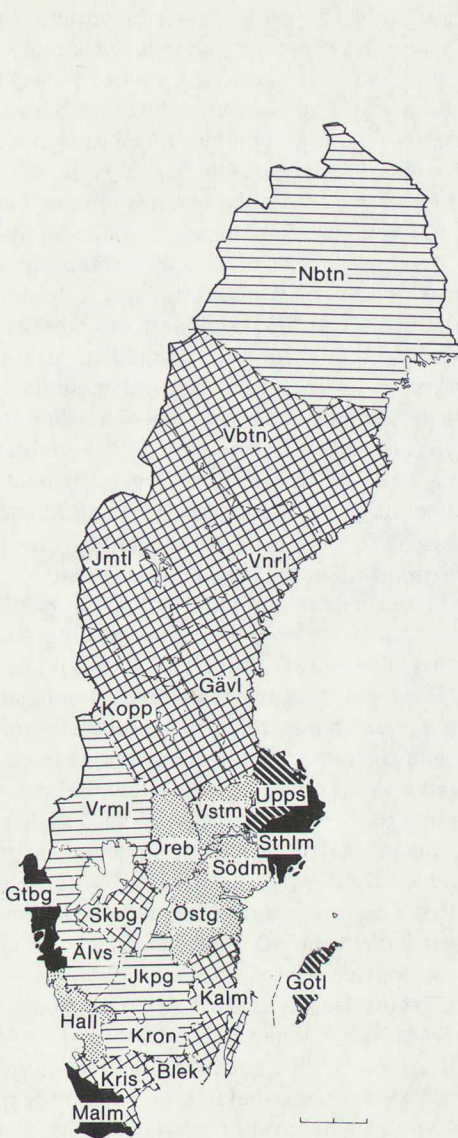 Nbtn
Vbtn
Jmtl
Vnrl
Gävl
Kopp
Upps
Vrml
Vstm
Sthlm
Öreb
Södm
Gtbg
Skbg
Östg
Älvs
Jkpg
Gotl
Kalm
Hall
Kron
Blek
Kris
Malm